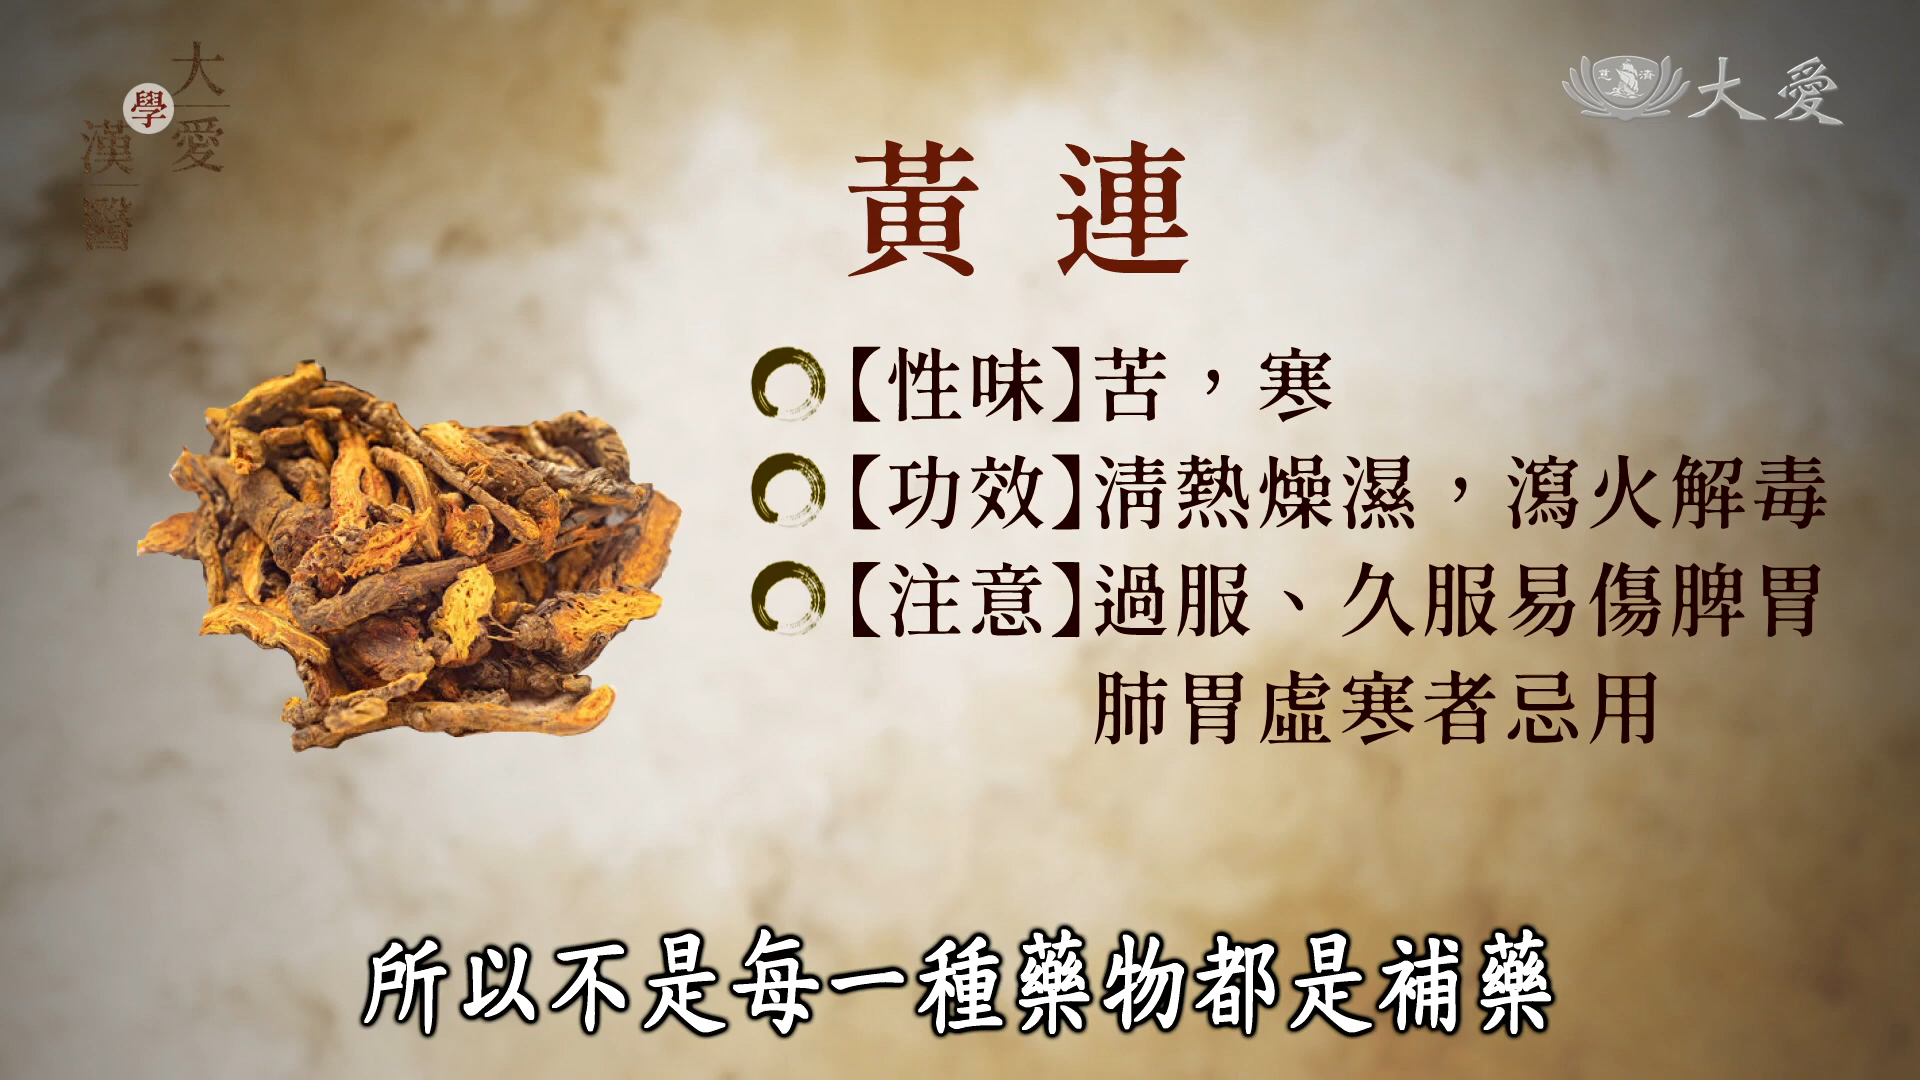 大愛
學
漢醫
慈濟
大愛
黃連
【性味】苦，寒
【功效】清熱燥濕，瀉火解毒
【注意】過服、久服易傷脾胃
肺胃虛寒者忌用
所以不是每一種藥物都是補藥